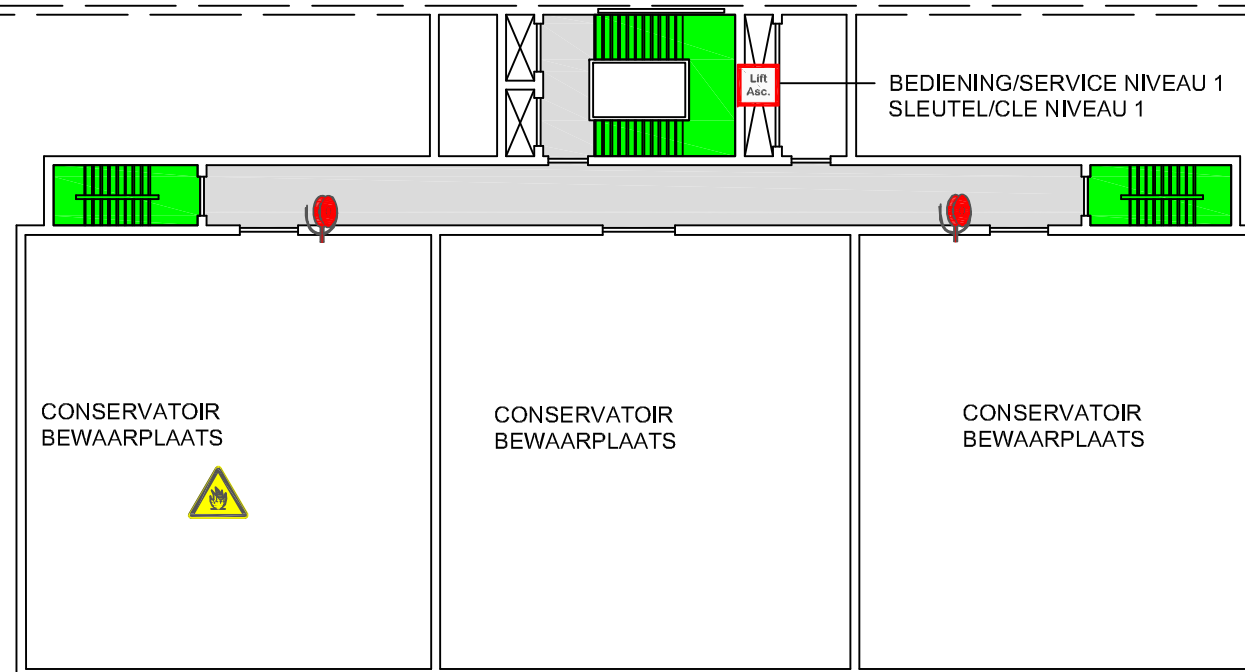 Lift
Asc.
BEDIENING/SERVICE NIVEAU 1
SLEUTEL/CLE NIVEAU 1
CONSERVATOIR
BEWAARPLAATS
CONSERVATOIR
BEWAARPLAATS
CONSERVATOIR
BEWAARPLAATS